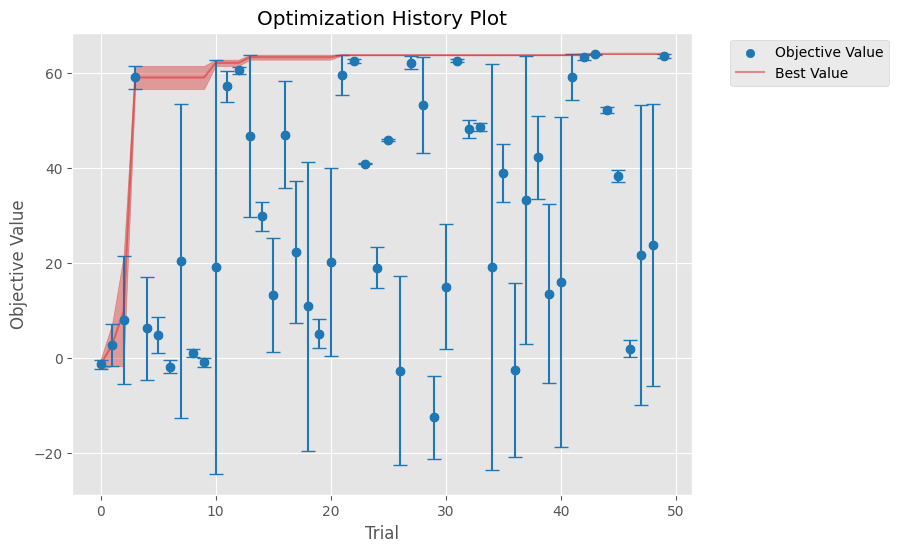 Optimization History Plot
Objective Value
Best Value
Objective Value
60
40
20
0
−20
0 10 20 30 40 50
Trial